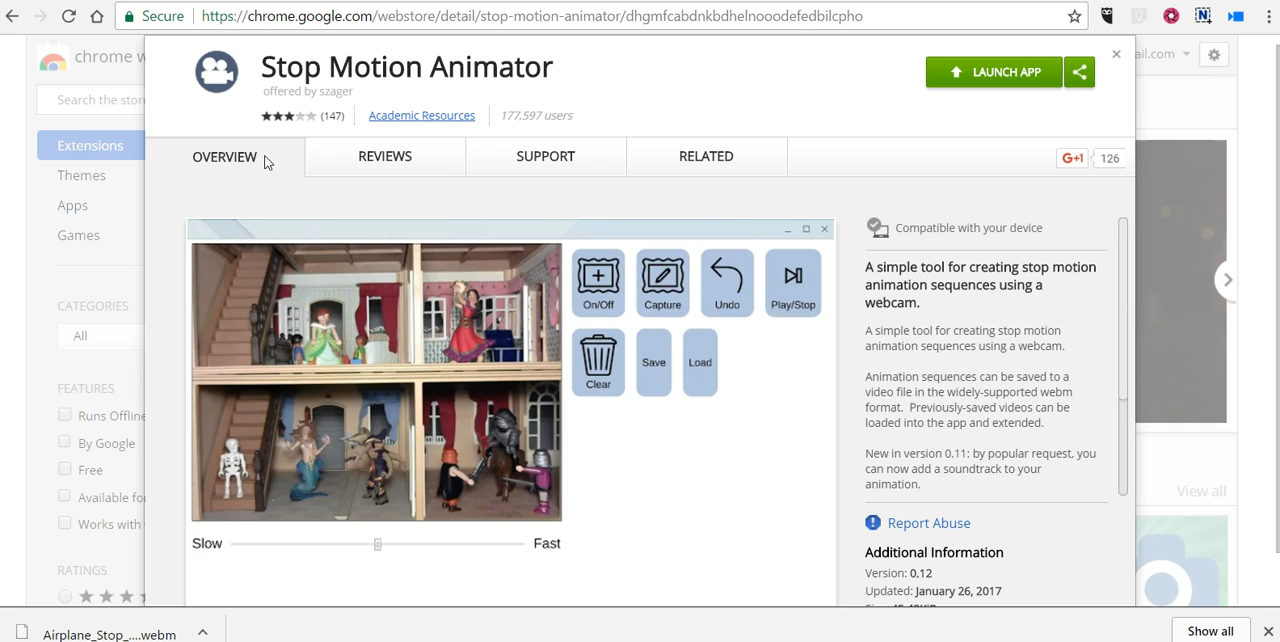 Secure
https://chrome.google.com/webstore/detail/stop-motion-animator/dhgmfcabdnkbdhelnooodefedbilcpho
chrome w
ail.com
Search the stor
Stop Motion Animator
offered by szager
(147)
Academic Resources
177,597 users
LAUNCH APP
OVERVIEW
REVIEWS
SUPPORT
RELATED
G+1
126
Extensions
Themes
Apps
Games
CATEGORIES
All
FEATURES
Runs Offline
By Google
Free
Available fo
Works with
RATINGS
On/Off
Capture
Undo
Play/Stop
Clear
Save
Load
Slow
Fast
Compatible with your device
A simple tool for creating stop motion
animation sequences using a
webcam.
A simple tool for creating stop motion
animation sequences using a webcam.
Animation sequences can be saved to a
video file in the widely-supported webm
format. Previously-saved videos can be
loaded into the app and extended.
New in version 0.11: by popular request, you
can now add a soundtrack to your
animation.
Report Abuse
Additional Information
Version: 0.12
Updated: January 26, 2017
View all
Airplane_Stop_....webm
Show all